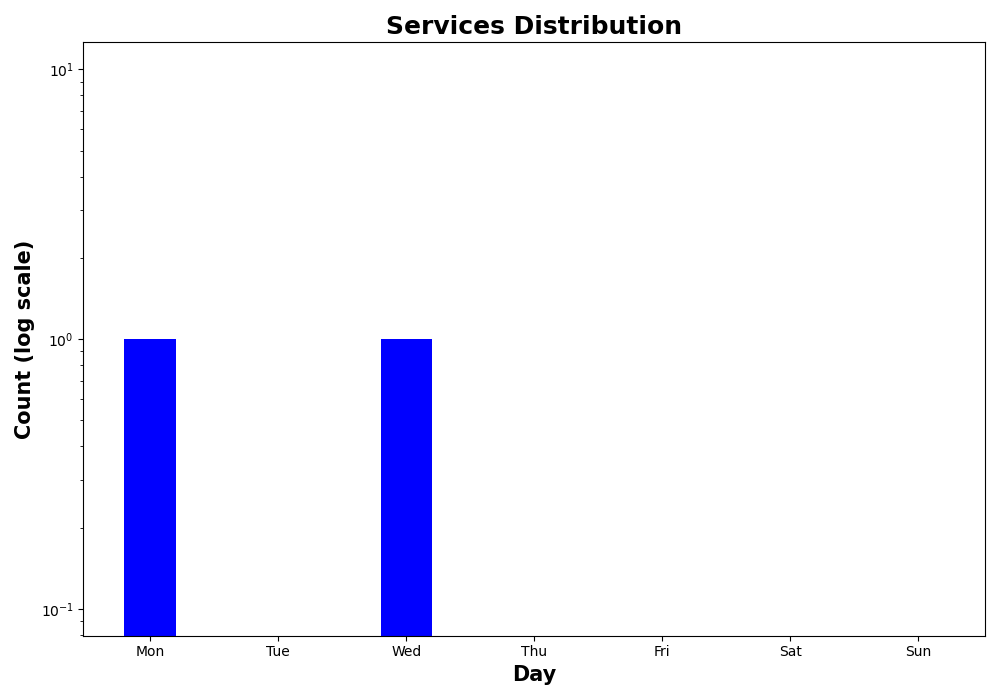 Services Distribution
Count (log scale)
10¹
10⁰
10⁻¹
Mon Tue Wed Thu Fri Sat Sun
Day